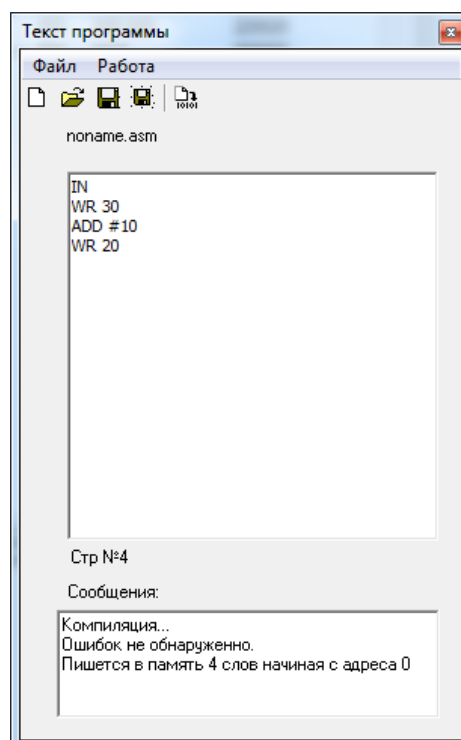 Текст программы
Файл Работа
noname.asm
IN
WR 30
ADD #10
WR 20
Стр №4
Сообщения:
Компиляция...
Ошибок не обнаруженно.
Пишется в память 4 слов начиная с адреса 0